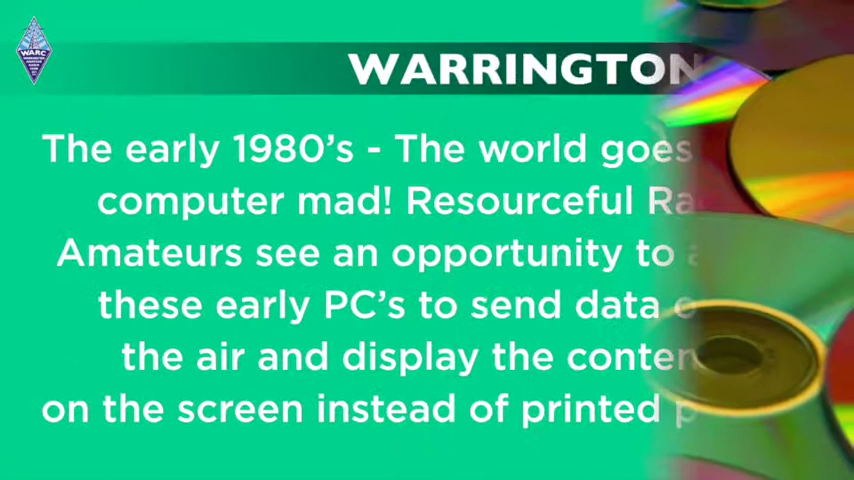 WARC
WARRINGTON
The early 1980's - The world goes
computer mad! Resourceful
Amateurs see an opportunity to
these early PC's to send data
the air and display the
on the screen instead of printed